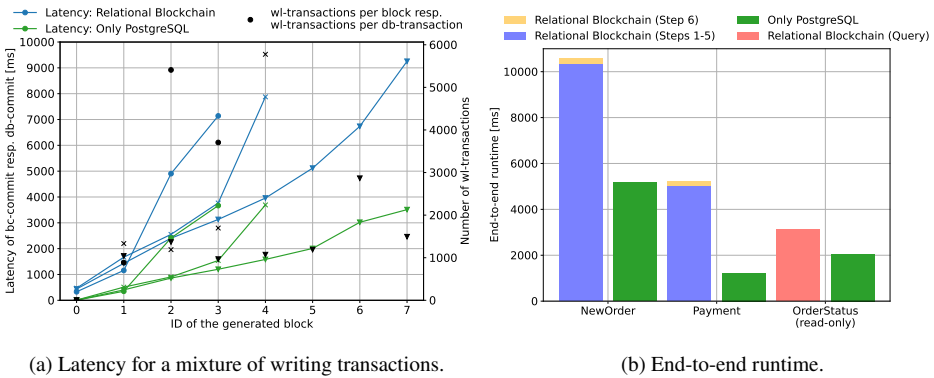 Latency: Relational Blockchain
Latency: Only PostgreSQL
wl-transactions per block resp.
wl-transactions per db-transaction
Latency of bc-commit resp. db-commit [ms]
10000
9000
8000
7000
6000
5000
4000
3000
2000
1000
0
0 1 2 3 4 5 6 7
ID of the generated block
6000
5000
4000
3000
2000
1000
0
Number of wl-transactions
(a) Latency for a mixture of writing transactions.
Relational Blockchain (Step 6)
Relational Blockchain (Steps 1-5)
Only PostgreSQL
Relational Blockchain (Query)
End-to-end runtime [ms]
10000
8000
6000
4000
2000
0
NewOrder Payment OrderStatus
(read-only)
(b) End-to-end runtime.